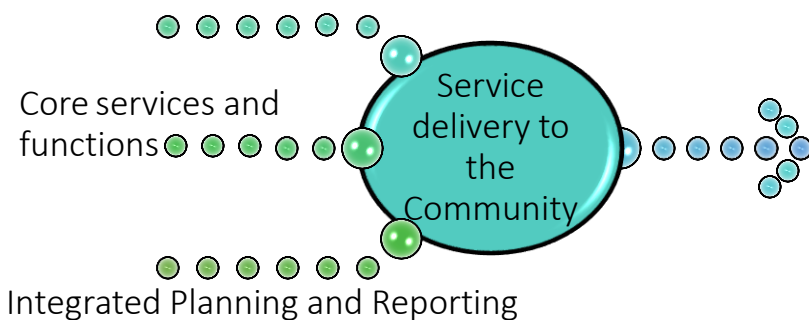 Core services and
functions
Service
delivery to
the
Community
Integrated Planning and Reporting